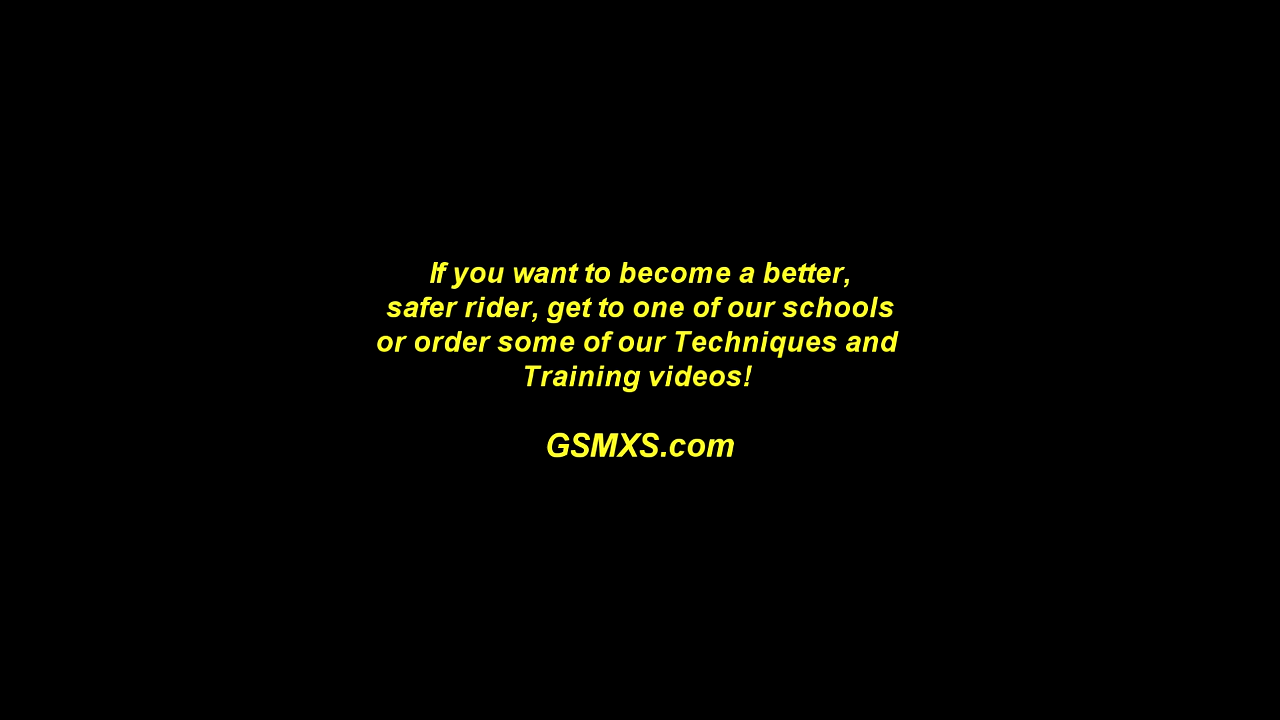 If you want to become a better,
safer rider, get to one of our schools
or order some of our Techniques and
Training videos!
GSMXS.com